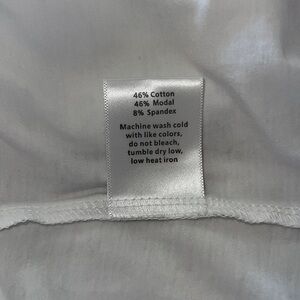 46% Cotton
46% Modal
8% Spandex
Machine wash cold
with like colors,
do not bleach,
tumble dry low,
low heat iron